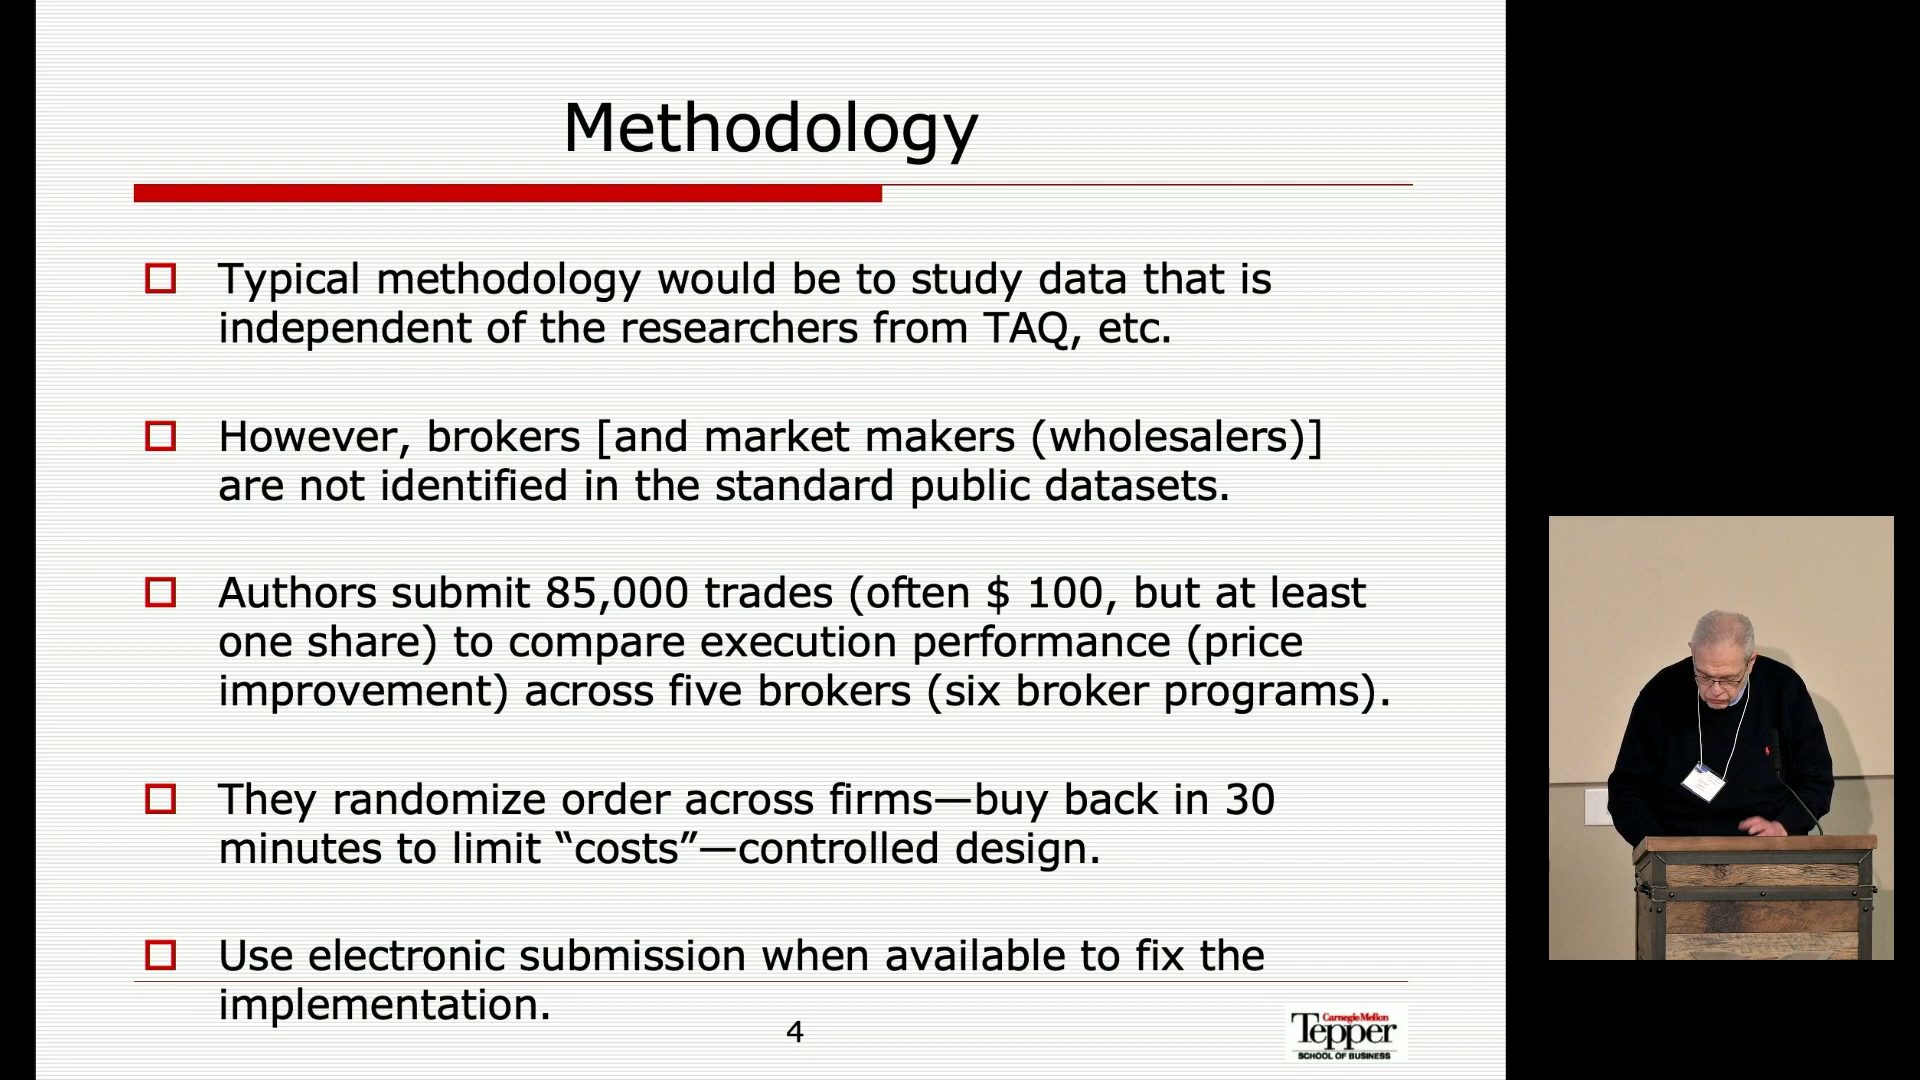 Methodology
Typical methodology would be to study data that is
independent of the researchers from TAQ, etc.
However, brokers [and market makers (wholesalers)]
are not identified in the standard public datasets.
Authors submit 85,000 trades (often $ 100, but at least
one share) to compare execution performance (price
improvement) across five brokers (six broker programs).
They randomize order across firms—buy back in 30
minutes to limit “costs”—controlled design.
Use electronic submission when available to fix the
implementation.
4
Carnegie Mellon
Tepper
SCHOOL OF BUSINESS